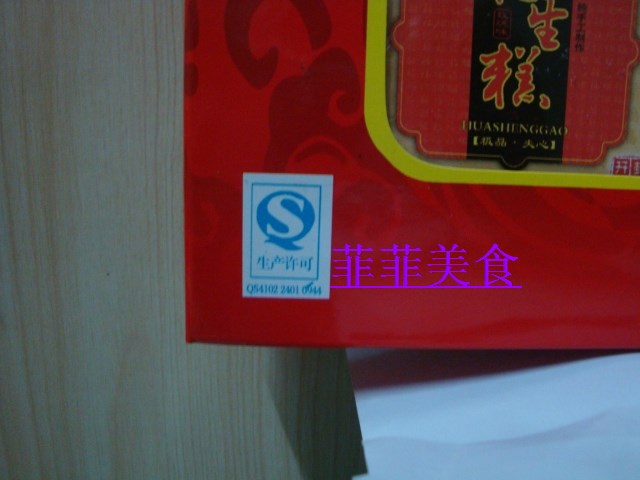 生糕
HUASHENGGAO
【极品·夹心】
生产许可
QS4102 2401 0944
菲菲美食